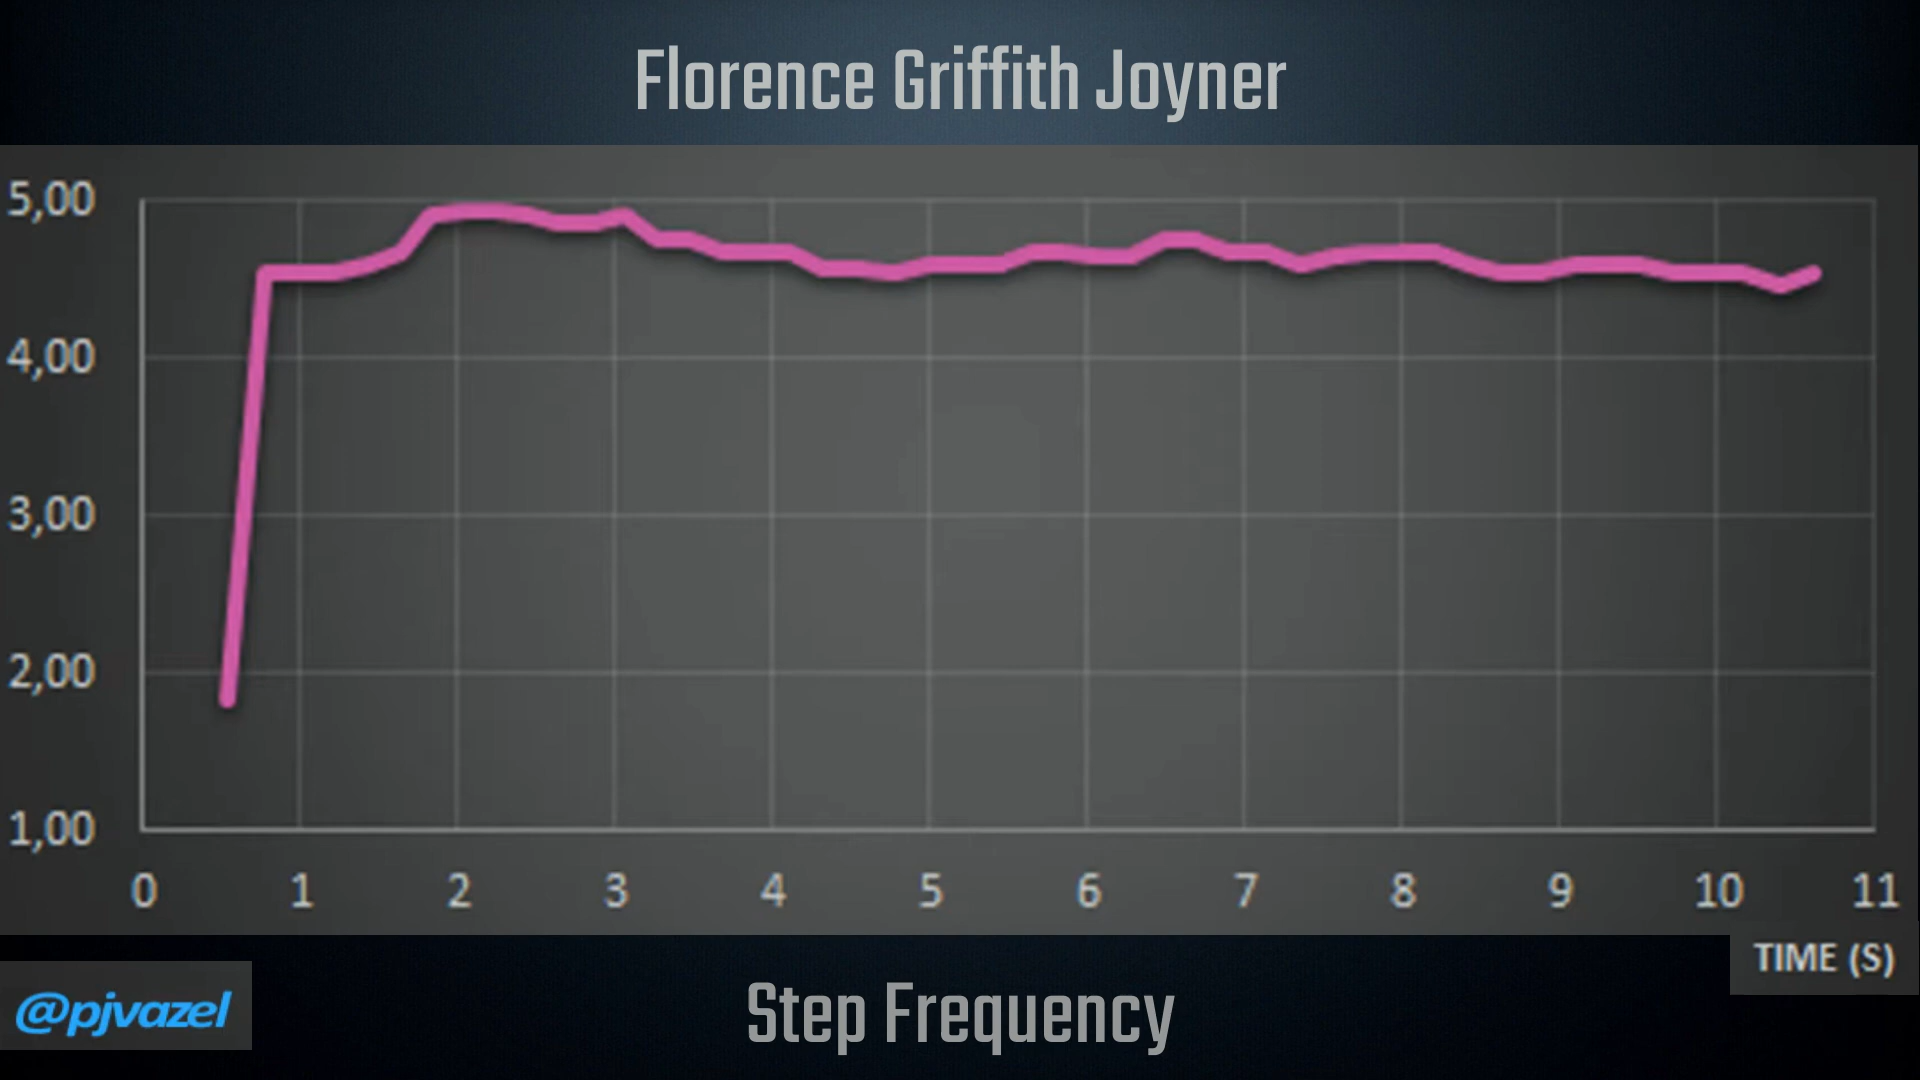 Florence Griffith Joyner
5,00
4,00
3,00
2,00
1,00
0 1 2 3 4 5 6 7 8 9 10 11
TIME (S)
@pjvazel
Step Frequency